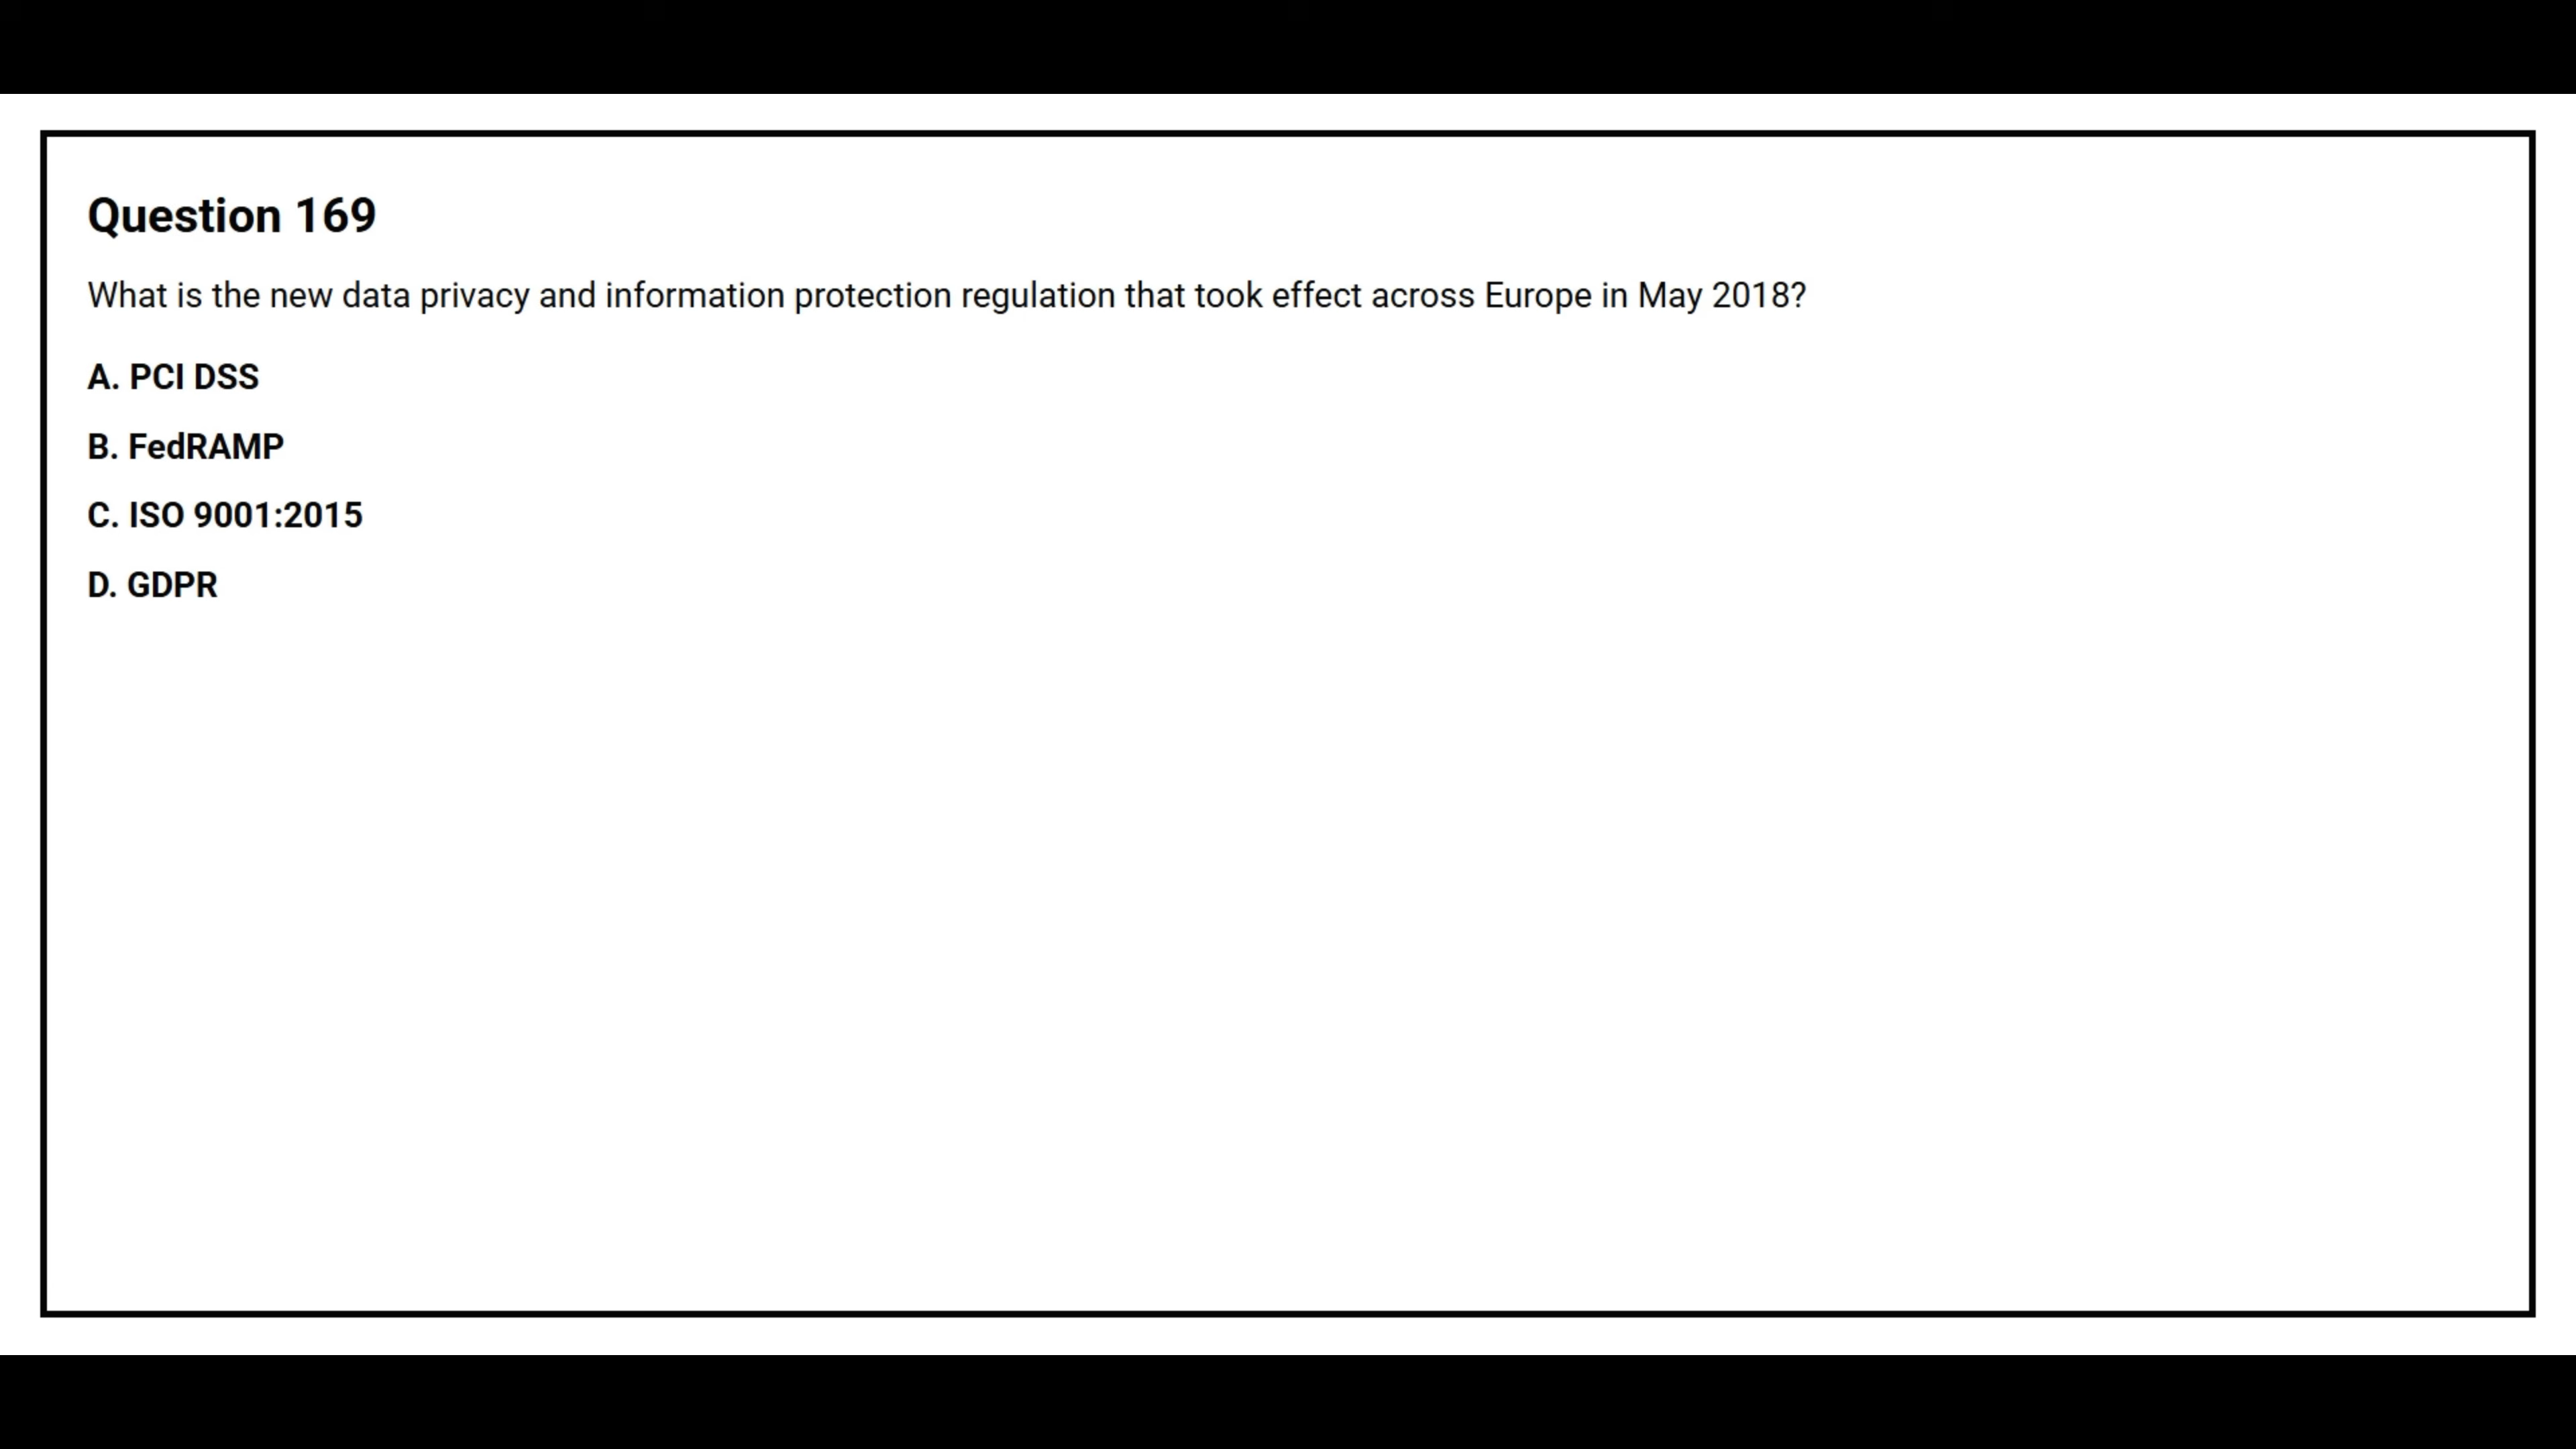 Question 169
What is the new data privacy and information protection regulation that took effect across Europe in May 2018?
A. PCI DSS
B. FedRAMP
C. ISO 9001:2015
D. GDPR